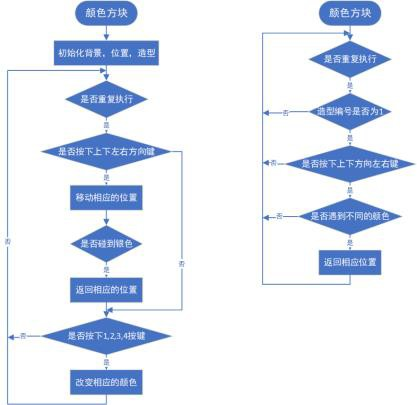 颜色方块
初始化背景，位置，造型
是否重复执行
是
是否按下上下左右方向键
是
移动相应的位置
是否碰到银色
是
否
否
返回相应的位置
是否按下1,2,3,4按键
否
是
改变相应的颜色
颜色方块
是否重复执行
是
造型编号是否为1
否
是
是否按下上下方向左右键
否
是
是否遇到不同的颜色
否
是
返回相应位置